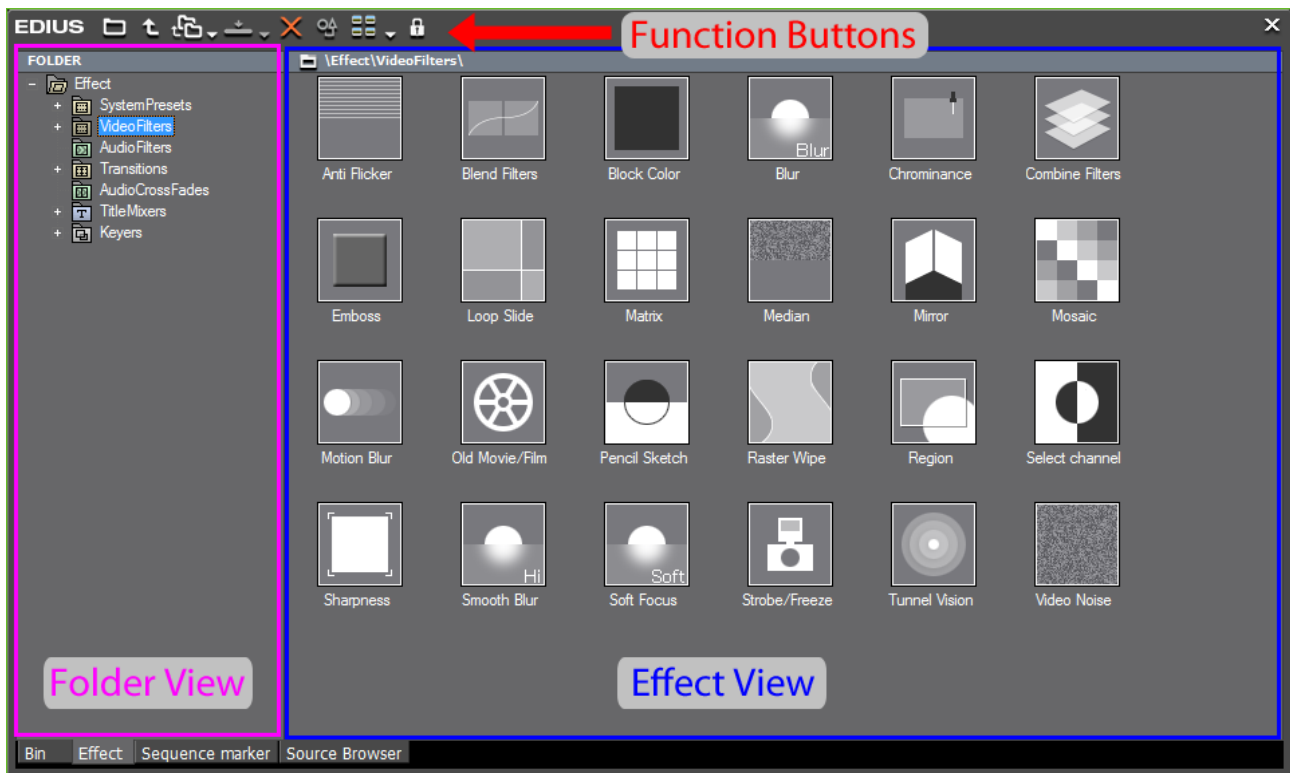 EDIUS
Function Buttons
FOLDER
\Effect\VideoFilters\
Effect
SystemPresets
VideoFilters
AudioFilters
Transitions
AudioCrossFades
TitleMixers
Keyers
Blur
Anti Flicker
Blend Filters
Block Color
Blur
Chrominance
Combine Filters
Emboss
Loop Slide
Matrix
Median
Mirror
Mosaic
Motion Blur
Old Movie/Film
Pencil Sketch
Raster Wipe
Region
Select channel
Hi
Soft
Sharpness
Smooth Blur
Soft Focus
Strobe/Freeze
Tunnel Vision
Video Noise
Folder View
Effect View
Bin
Effect
Sequence marker
Source Browser